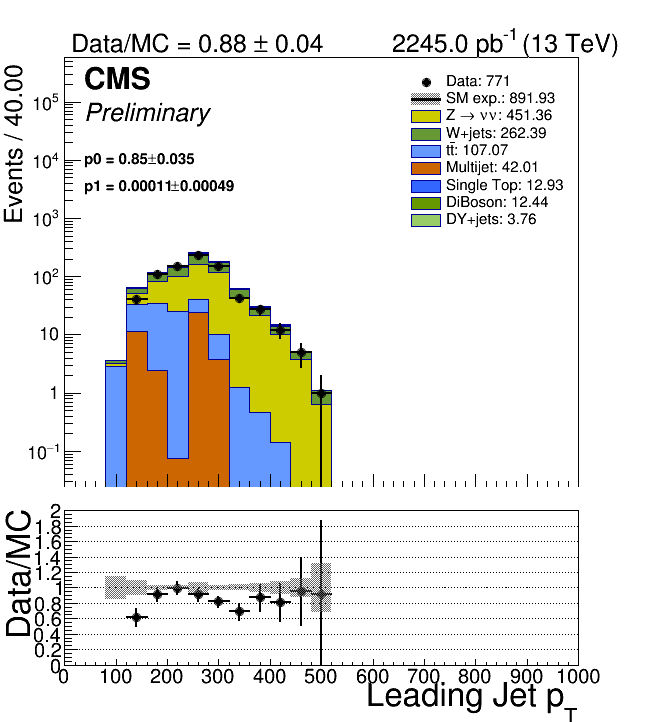 Data/MC = 0.88 ± 0.04 2245.0 pb⁻¹ (13 TeV)
CMS
Preliminary
p0 = 0.85±0.035
p1 = 0.00011±0.00049
Data: 771
SM exp.: 891.93
Z → νν: 451.36
W+jets: 262.39
tt̄: 107.07
Multijet: 42.01
Single Top: 12.93
DiBoson: 12.44
DY+jets: 3.76
Events / 40.00
10⁵
10⁴
10³
10²
10
1
10⁻¹
Data/MC
2
1.8
1.6
1.4
1.2
1
0.8
0.6
0.4
0.2
0
0 100 200 300 400 500 600 700 800 900 1000
Leading Jet p_T